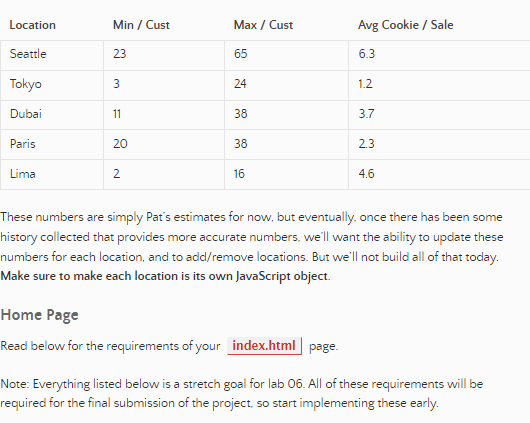 Location Min / Cust Max / Cust Avg Cookie / Sale
Seattle 23 65 6.3
Tokyo 3 24 1.2
Dubai 11 38 3.7
Paris 20 38 2.3
Lima 2 16 4.6
These numbers are simply Pat's estimates for now, but eventually, once there has been some
history collected that provides more accurate numbers, we'll want the ability to update these
numbers for each location, and to add/remove locations. But we'll not build all of that today.
Make sure to make each location is its own JavaScript object.
Home Page
Read below for the requirements of your index.html page.
Note: Everything listed below is a stretch goal for lab 06. All of these requirements will be
required for the final submission of the project, so start implementing these early.